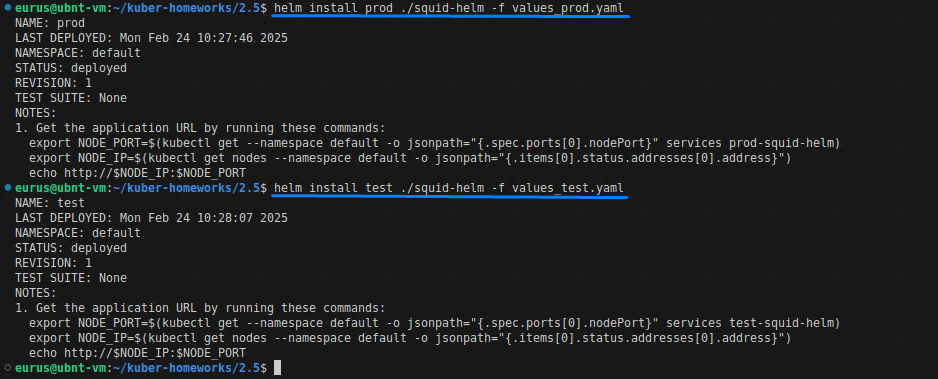 eurus@ubnt-vm:~/kuber-homeworks/2.5$ helm install prod ./squid-helm -f values_prod.yaml
NAME: prod
LAST DEPLOYED: Mon Feb 24 10:27:46 2025
NAMESPACE: default
STATUS: deployed
REVISION: 1
TEST SUITE: None
NOTES:
1. Get the application URL by running these commands:
  export NODE_PORT=$(kubectl get --namespace default -o jsonpath="{.spec.ports[0].nodePort}" services prod-squid-helm)
  export NODE_IP=$(kubectl get nodes --namespace default -o jsonpath="{.items[0].status.addresses[0].address}")
  echo http://$NODE_IP:$NODE_PORT
eurus@ubnt-vm:~/kuber-homeworks/2.5$ helm install test ./squid-helm -f values_test.yaml
NAME: test
LAST DEPLOYED: Mon Feb 24 10:28:07 2025
NAMESPACE: default
STATUS: deployed
REVISION: 1
TEST SUITE: None
NOTES:
1. Get the application URL by running these commands:
  export NODE_PORT=$(kubectl get --namespace default -o jsonpath="{.spec.ports[0].nodePort}" services test-squid-helm)
  export NODE_IP=$(kubectl get nodes --namespace default -o jsonpath="{.items[0].status.addresses[0].address}")
  echo http://$NODE_IP:$NODE_PORT
eurus@ubnt-vm:~/kuber-homeworks/2.5$